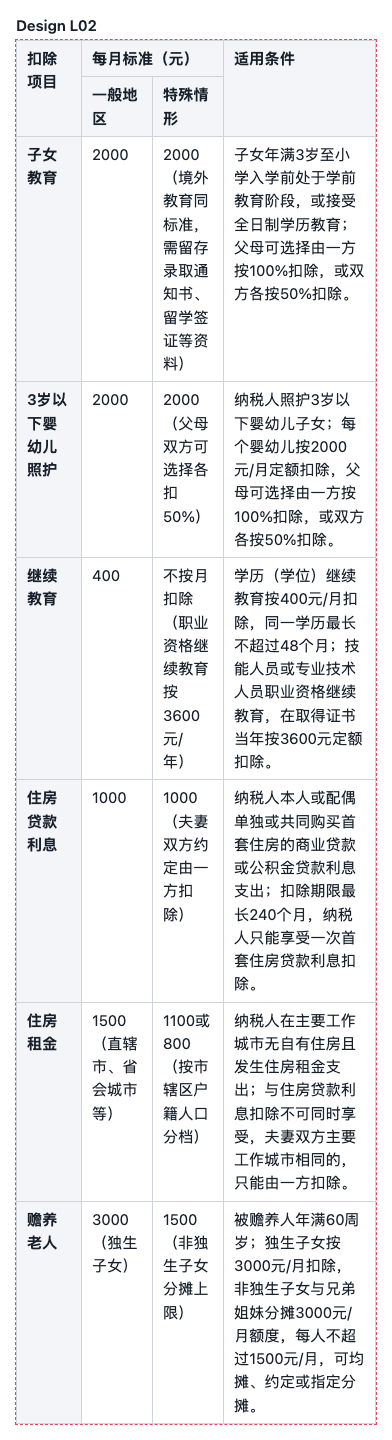 Design L02
扣除
项目
每月标准（元）
适用条件
一般地
区
特殊情
形
子女
教育
2000
2000
（境外
教育同
标准，
需留存
录取通
知书、
留学签
证等资
料）
子女年满3岁至小
学入学前处于学前
教育阶段，或接受
全日制学历教育；
父母可选择由一方
按100%扣除，或双
方各按50%扣除。
3岁以
下婴
幼儿
照护
2000
2000
（父母
双方可
选择各
扣
50%）
纳税人照护3岁以
下婴幼儿子女；每
个婴幼儿按2000
元/月定额扣除，父
母可选择由一方按
100%扣除，或双方
各按50%扣除。
继续
教育
400
不按月
扣除
（职业
资格继
续教育
按
3600
元/
年）
学历（学位）继续
教育按400元/月扣
除，同一学历最长
不超过48个月；技
能人员或专业技术
人员职业资格继续
教育，在取得证书
当年按3600元定额
扣除。
住房
贷款
利息
1000
1000
（夫妻
双方约
定由一
方扣
除）
纳税人本人或配偶
单独或共同购买首
套住房的商业贷款
或公积金贷款利息
支出；扣除期限最
长240个月，纳税
人只能享受一次首
套住房贷款利息扣
除。
住房
租金
1500
（直辖
市、省
会城市
等）
1100或
800
（按市
辖区户
籍人口
分档）
纳税人在主要工作
城市无自有住房且
发生住房租金支
出；与住房贷款利
息扣除不可同时享
受，夫妻双方主要
工作城市相同的，
只能由一方扣除。
赡养
老人
3000
（独生
子女）
1500
（非独
生子女
分摊上
限）
被赡养人年满60周
岁；独生子女按
3000元/月扣除，
非独生子女与兄弟
姐妹分摊3000元/
月额度，每人不超
过1500元/月，可均
摊、约定或指定分
摊。